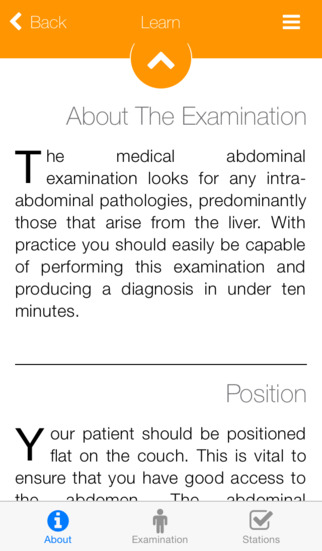 Back Learn
About The Examination
The medical abdominal
examination looks for any intra-
abdominal pathologies, predominantly
those that arise from the liver. With
practice you should easily be capable
of performing this examination and
producing a diagnosis in under ten
minutes.
Position
Your patient should be positioned
flat on the couch. This is vital to
ensure that you have good access to
the abdomen. The abdominal
About Examination Stations